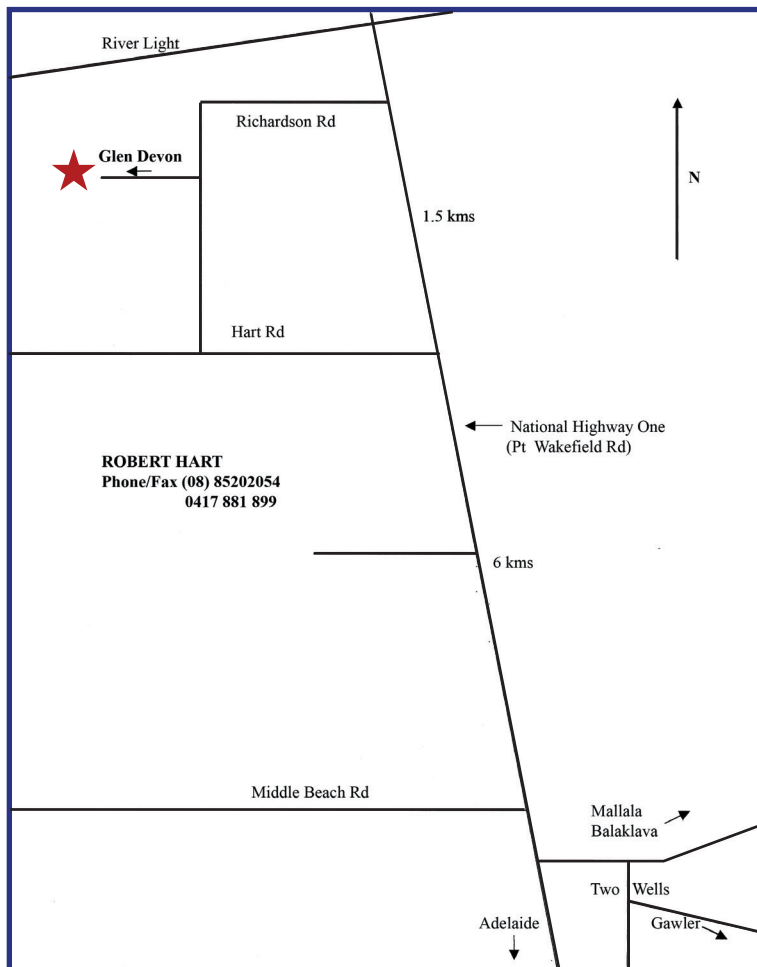 River Light
Richardson Rd
Glen Devon
N
1.5 kms
Hart Rd
National Highway One
(Pt Wakefield Rd)
ROBERT HART
Phone/Fax (08) 85202054
0417 881 899
6 kms
Middle Beach Rd
Mallala
Balaklava
Two Wells
Adelaide
Gawler